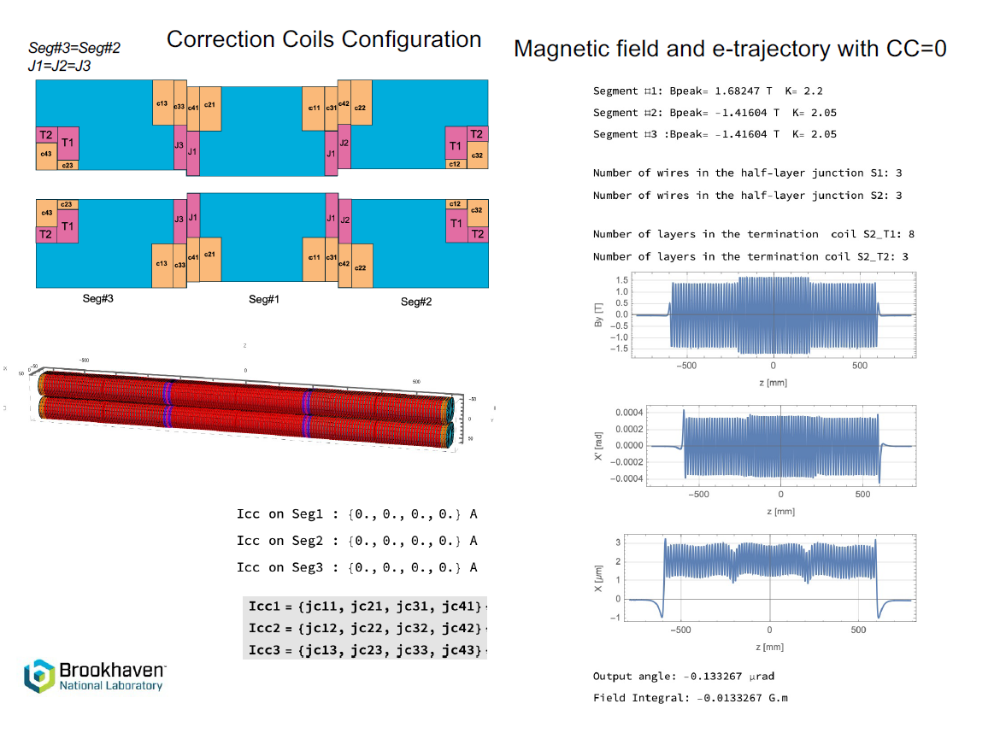 Correction Coils Configuration
Seg#3=Seg#2
J1=J2=J3
c13 c33 c41 c21 c11 c31 c42 c22
T2 T1 J3 J1 J1 J2 T1 T2
c43 c23 c12 c32
c23 c12
c43 J3 J1 J1 J2 c32
T2 T1 T1 T2
c13 c33 c41 c21 c11 c31 c42 c22
Seg#3 Seg#1 Seg#2
Z
-500 0 500
-50
0
50
Icc on Seg1 : {0., 0., 0., 0.} A
Icc on Seg2 : {0., 0., 0., 0.} A
Icc on Seg3 : {0., 0., 0., 0.} A
Icc1 = {jc11, jc21, jc31, jc41}
Icc2 = {jc12, jc22, jc32, jc42}
Icc3 = {jc13, jc23, jc33, jc43}
Brookhaven™
National Laboratory
Magnetic field and e-trajectory with CC=0
Segment #1: Bpeak= 1.68247 T K= 2.2
Segment #2: Bpeak= -1.41604 T K= 2.05
Segment #3 :Bpeak= -1.41604 T K= 2.05
Number of wires in the half-layer junction S1: 3
Number of wires in the half-layer junction S2: 3
Number of layers in the termination coil S2_T1: 8
Number of layers in the termination coil S2_T2: 3
By [T]
1.5
1.0
0.5
0.0
-0.5
-1.0
-1.5
-500 0 500
z [mm]
X' [rad]
0.0004
0.0002
0.0000
-0.0002
-0.0004
-500 0 500
z [mm]
X [μm]
3
2
1
0
-1
-500 0 500
z [mm]
Output angle: -0.133267 μrad
Field Integral: -0.0133267 G.m